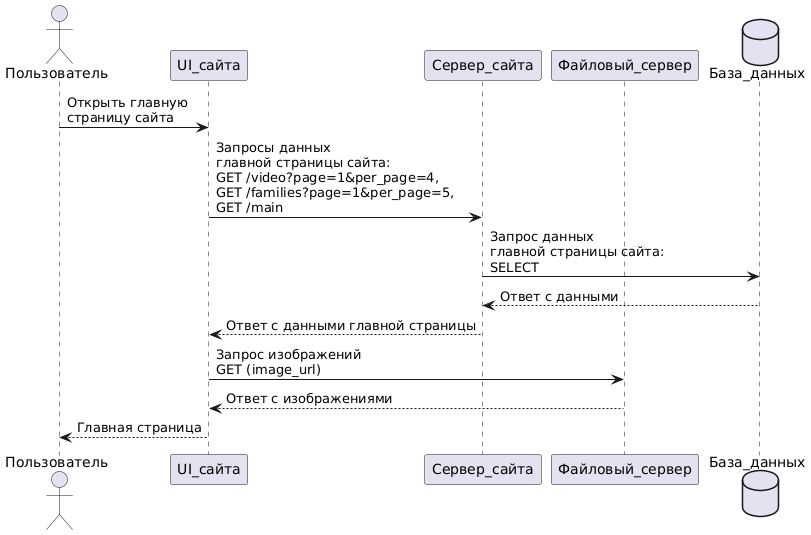 Пользователь
UI_сайта
Сервер_сайта
Файловый_сервер
База_данных
Открыть главную
страницу сайта
Запросы данных
главной страницы сайта:
GET /video?page=1&per_page=4,
GET /families?page=1&per_page=5,
GET /main
Запрос данных
главной страницы сайта:
SELECT
Ответ с данными
Ответ с данными главной страницы
Запрос изображений
GET (image_url)
Ответ с изображениями
Главная страница
Пользователь
UI_сайта
Сервер_сайта
Файловый_сервер
База_данных